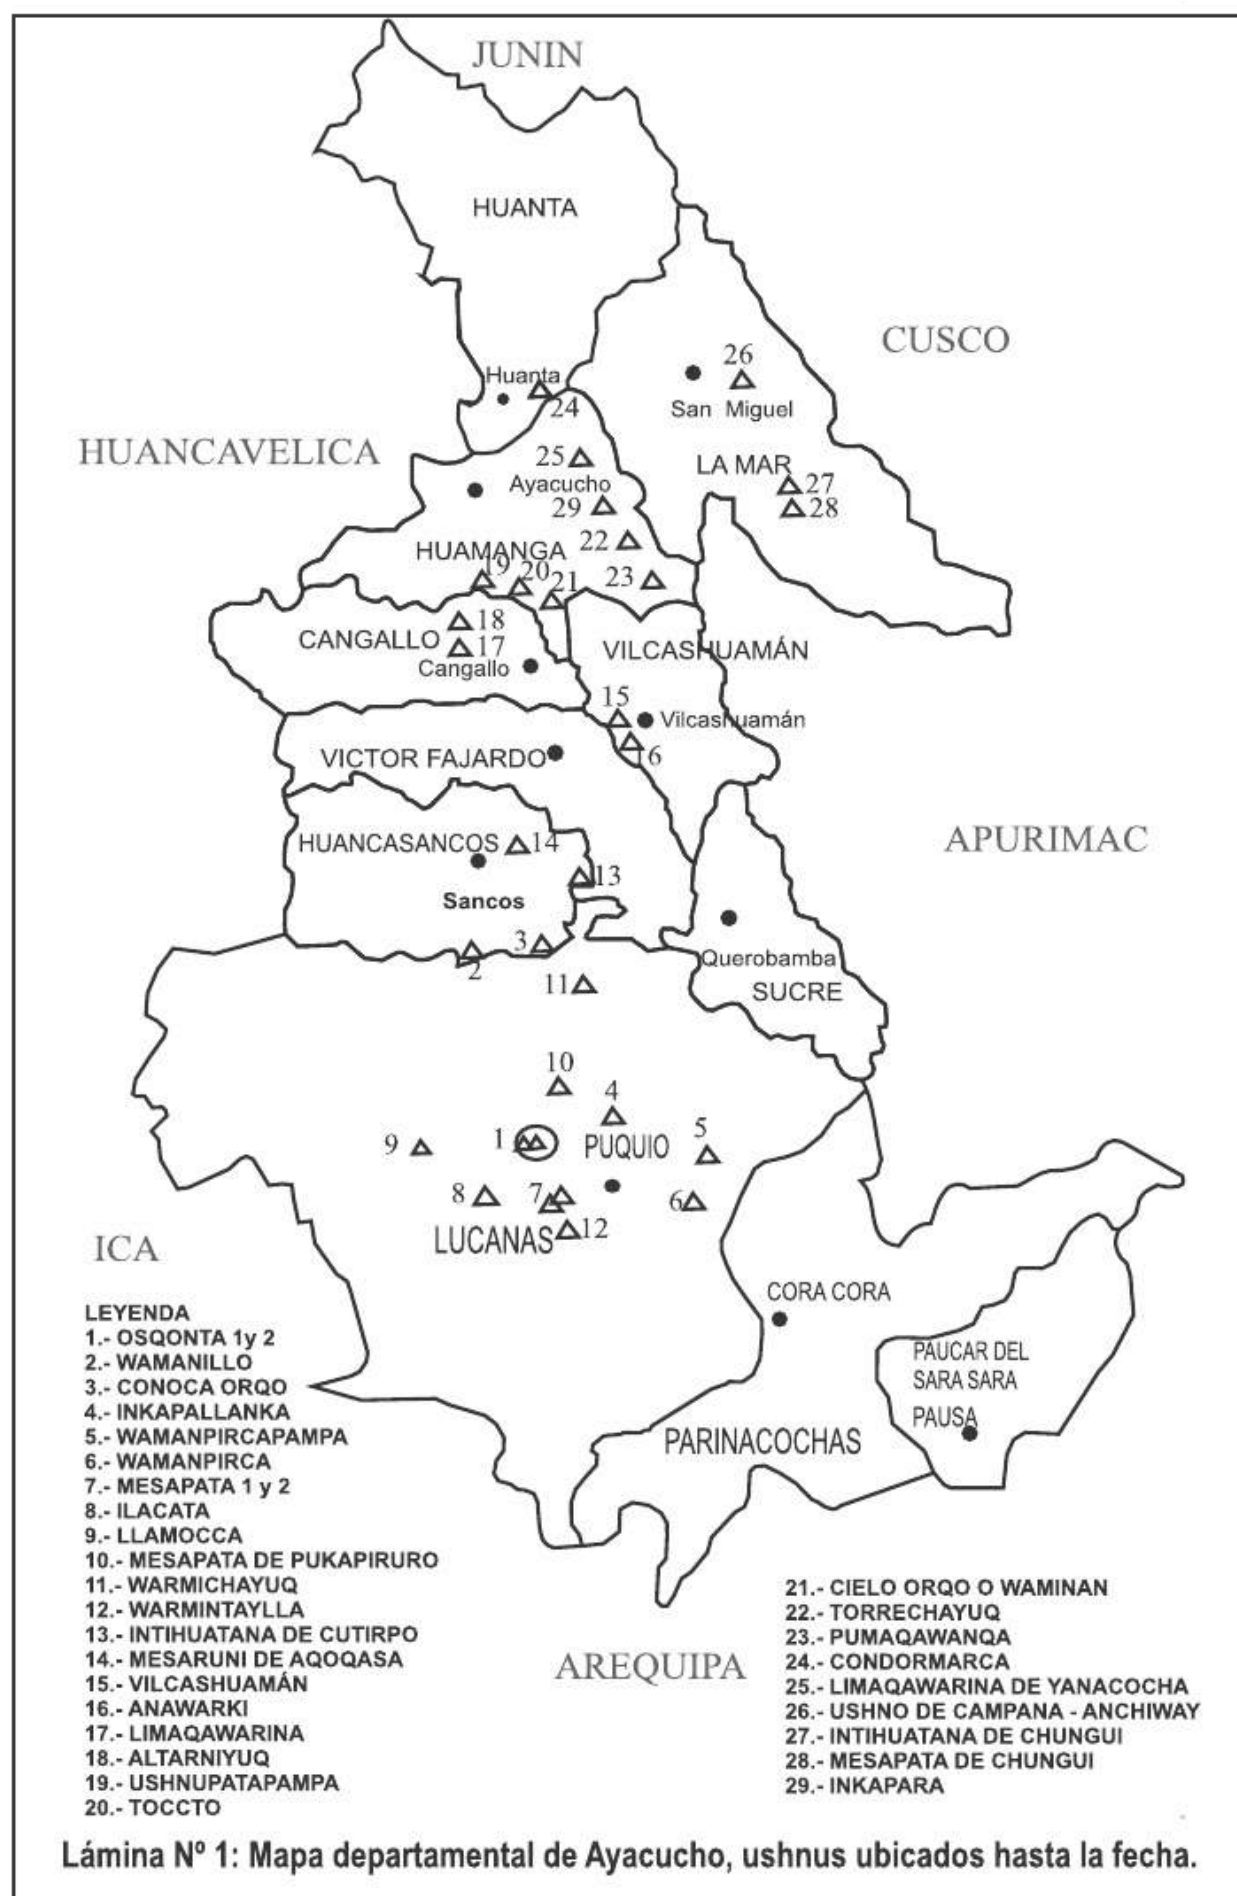 JUNIN
HUANTA
CUSCO
26
Huanta
San Miguel
24
HUANCAVELICA
25
LA MAR
Ayacucho
27
29
28
22
HUAMANGA
19
20
21
23
18
CANGALLO
17
VILCASHUAMÁN
Cangallo
15
Vilcashuamán
VICTOR FAJARDO
16
HUANCASANCOS
14
APURIMAC
13
Sancos
3
2
Querobamba
11
SUCRE
10
4
9
1
PUQUIO
5
8
7
6
12
LUCANAS
ICA
CORA CORA
PAUCAR DEL
SARA SARA
PAUSA
PARINACOCHAS
AREQUIPA
LEYENDA
1.- OSQONTA 1y 2
2.- WAMANILLO
3.- CONOCA ORQO
4.- INKAPALLANKA
5.- WAMANPIRCAPAMPA
6.- WAMANPIRCA
7.- MESAPATA 1 y 2
8.- ILACATA
9.- LLAMOCCA
10.- MESAPATA DE PUKAPIRURO
11.- WARMICHAYUQ
12.- WARMINTAYLLA
13.- INTIHUATANA DE CUTIRPO
14.- MESARUNI DE AQOQASA
15.- VILCASHUAMÁN
16.- ANAWARKI
17.- LIMAQAWARINA
18.- ALTARNIYUQ
19.- USHNUPATAPAMPA
20.- TOCCTO
21.- CIELO ORQO O WAMINAN
22.- TORRECHAYUQ
23.- PUMAQAWANQA
24.- CONDORMARCA
25.- LIMAQAWARINA DE YANACOCHA
26.- USHNO DE CAMPANA - ANCHIWAY
27.- INTIHUATANA DE CHUNGUI
28.- MESAPATA DE CHUNGUI
29.- INKAPARA
Lámina Nº 1: Mapa departamental de Ayacucho, ushnus ubicados hasta la fecha.